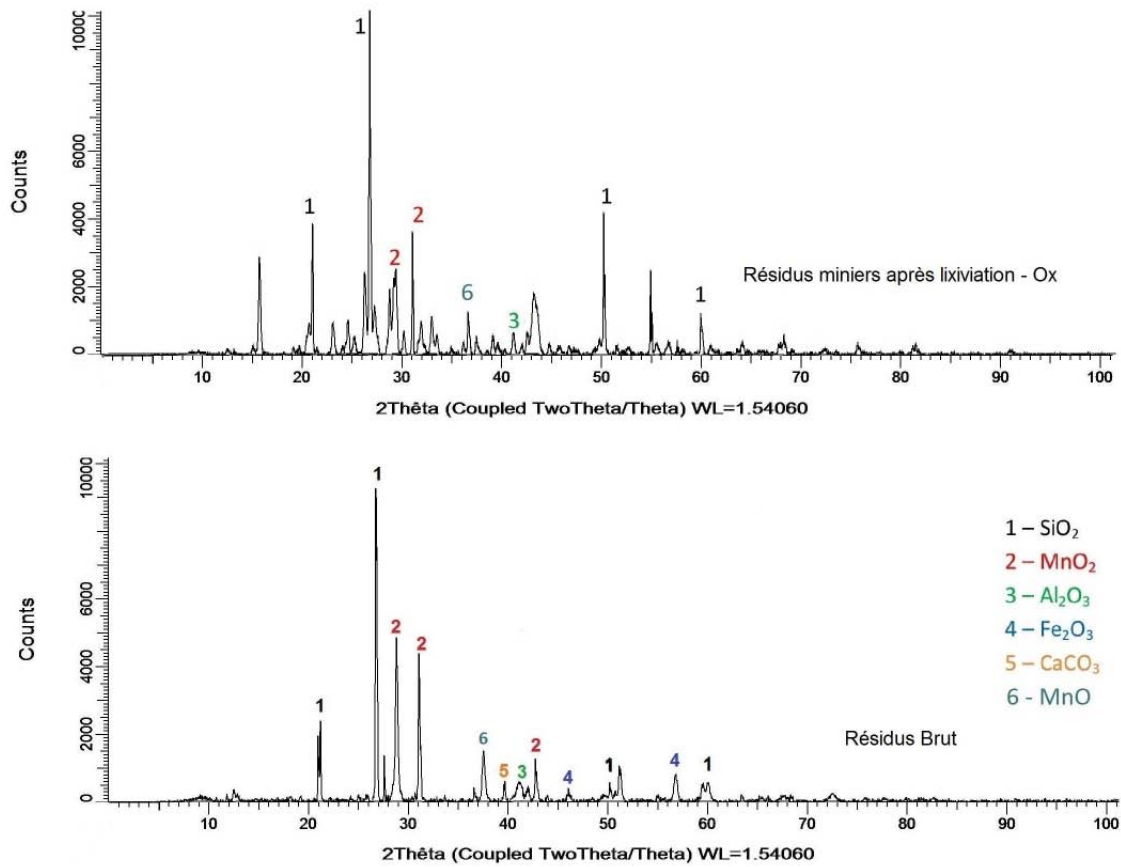 Counts
10000
6000
4000
2000
0
1
1
2
2
6
3
1
1
Résidus miniers après lixiviation - Ox
10 20 30 40 50 60 70 80 90 100
2Thêta (Coupled TwoTheta/Theta) WL=1.54060
Counts
10000
6000
4000
2000
0
1
1
2
2
6
5
3
2
4
1
4
1
1 – SiO₂
2 – MnO₂
3 – Al₂O₃
4 – Fe₂O₃
5 – CaCO₃
6 - MnO
Résidus Brut
10 20 30 40 50 60 70 80 90 100
2Thêta (Coupled TwoTheta/Theta) WL=1.54060